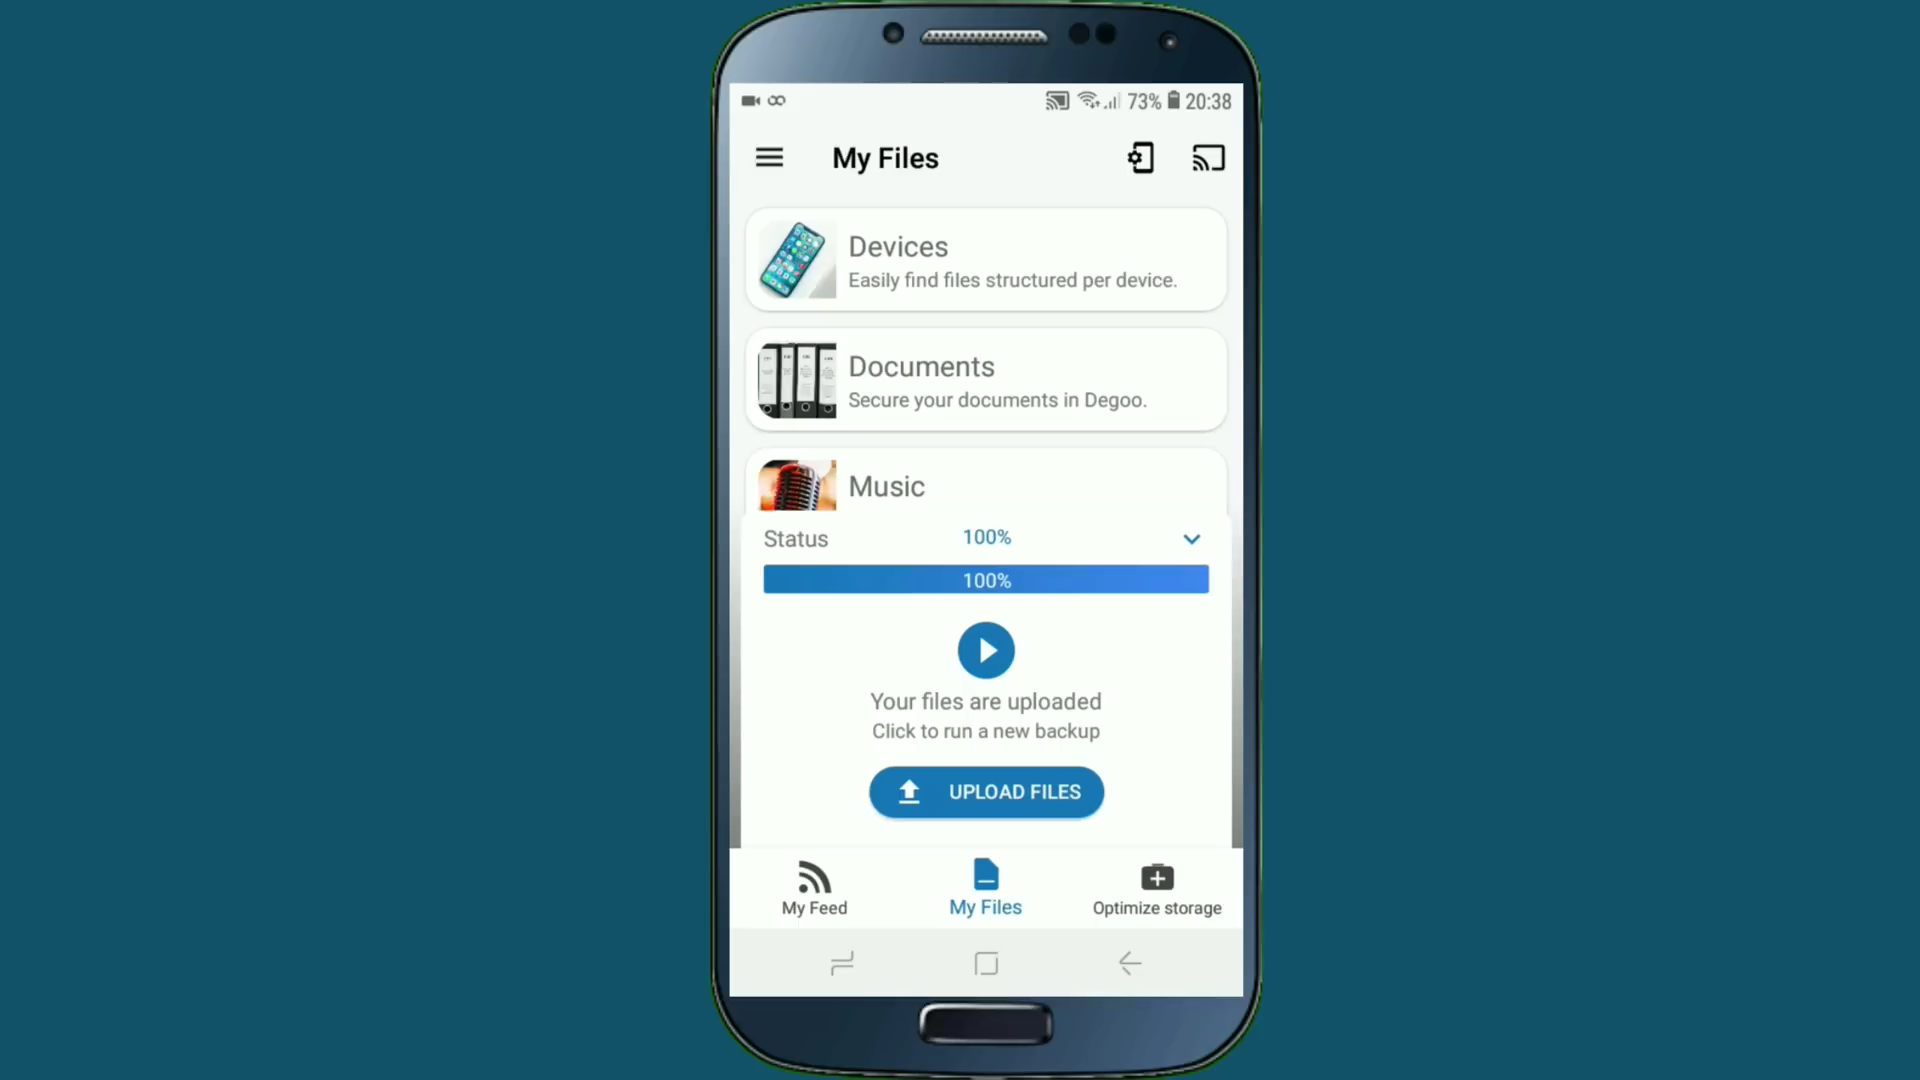 73% 20:38
My Files
Devices
Easily find files structured per device.
Documents
Secure your documents in Degoo.
Music
Status 100%
100%
Your files are uploaded
Click to run a new backup
UPLOAD FILES
My Feed My Files Optimize storage